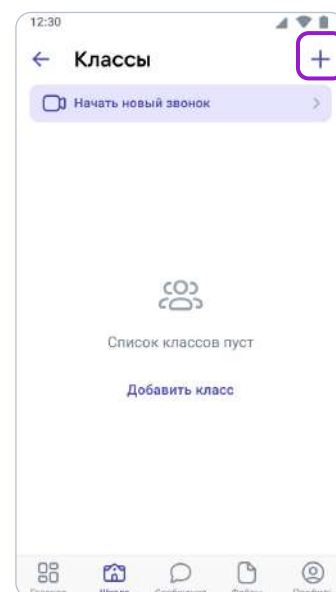 12:30
Классы
Начать новый звонок
Список классов пуст
Добавить класс